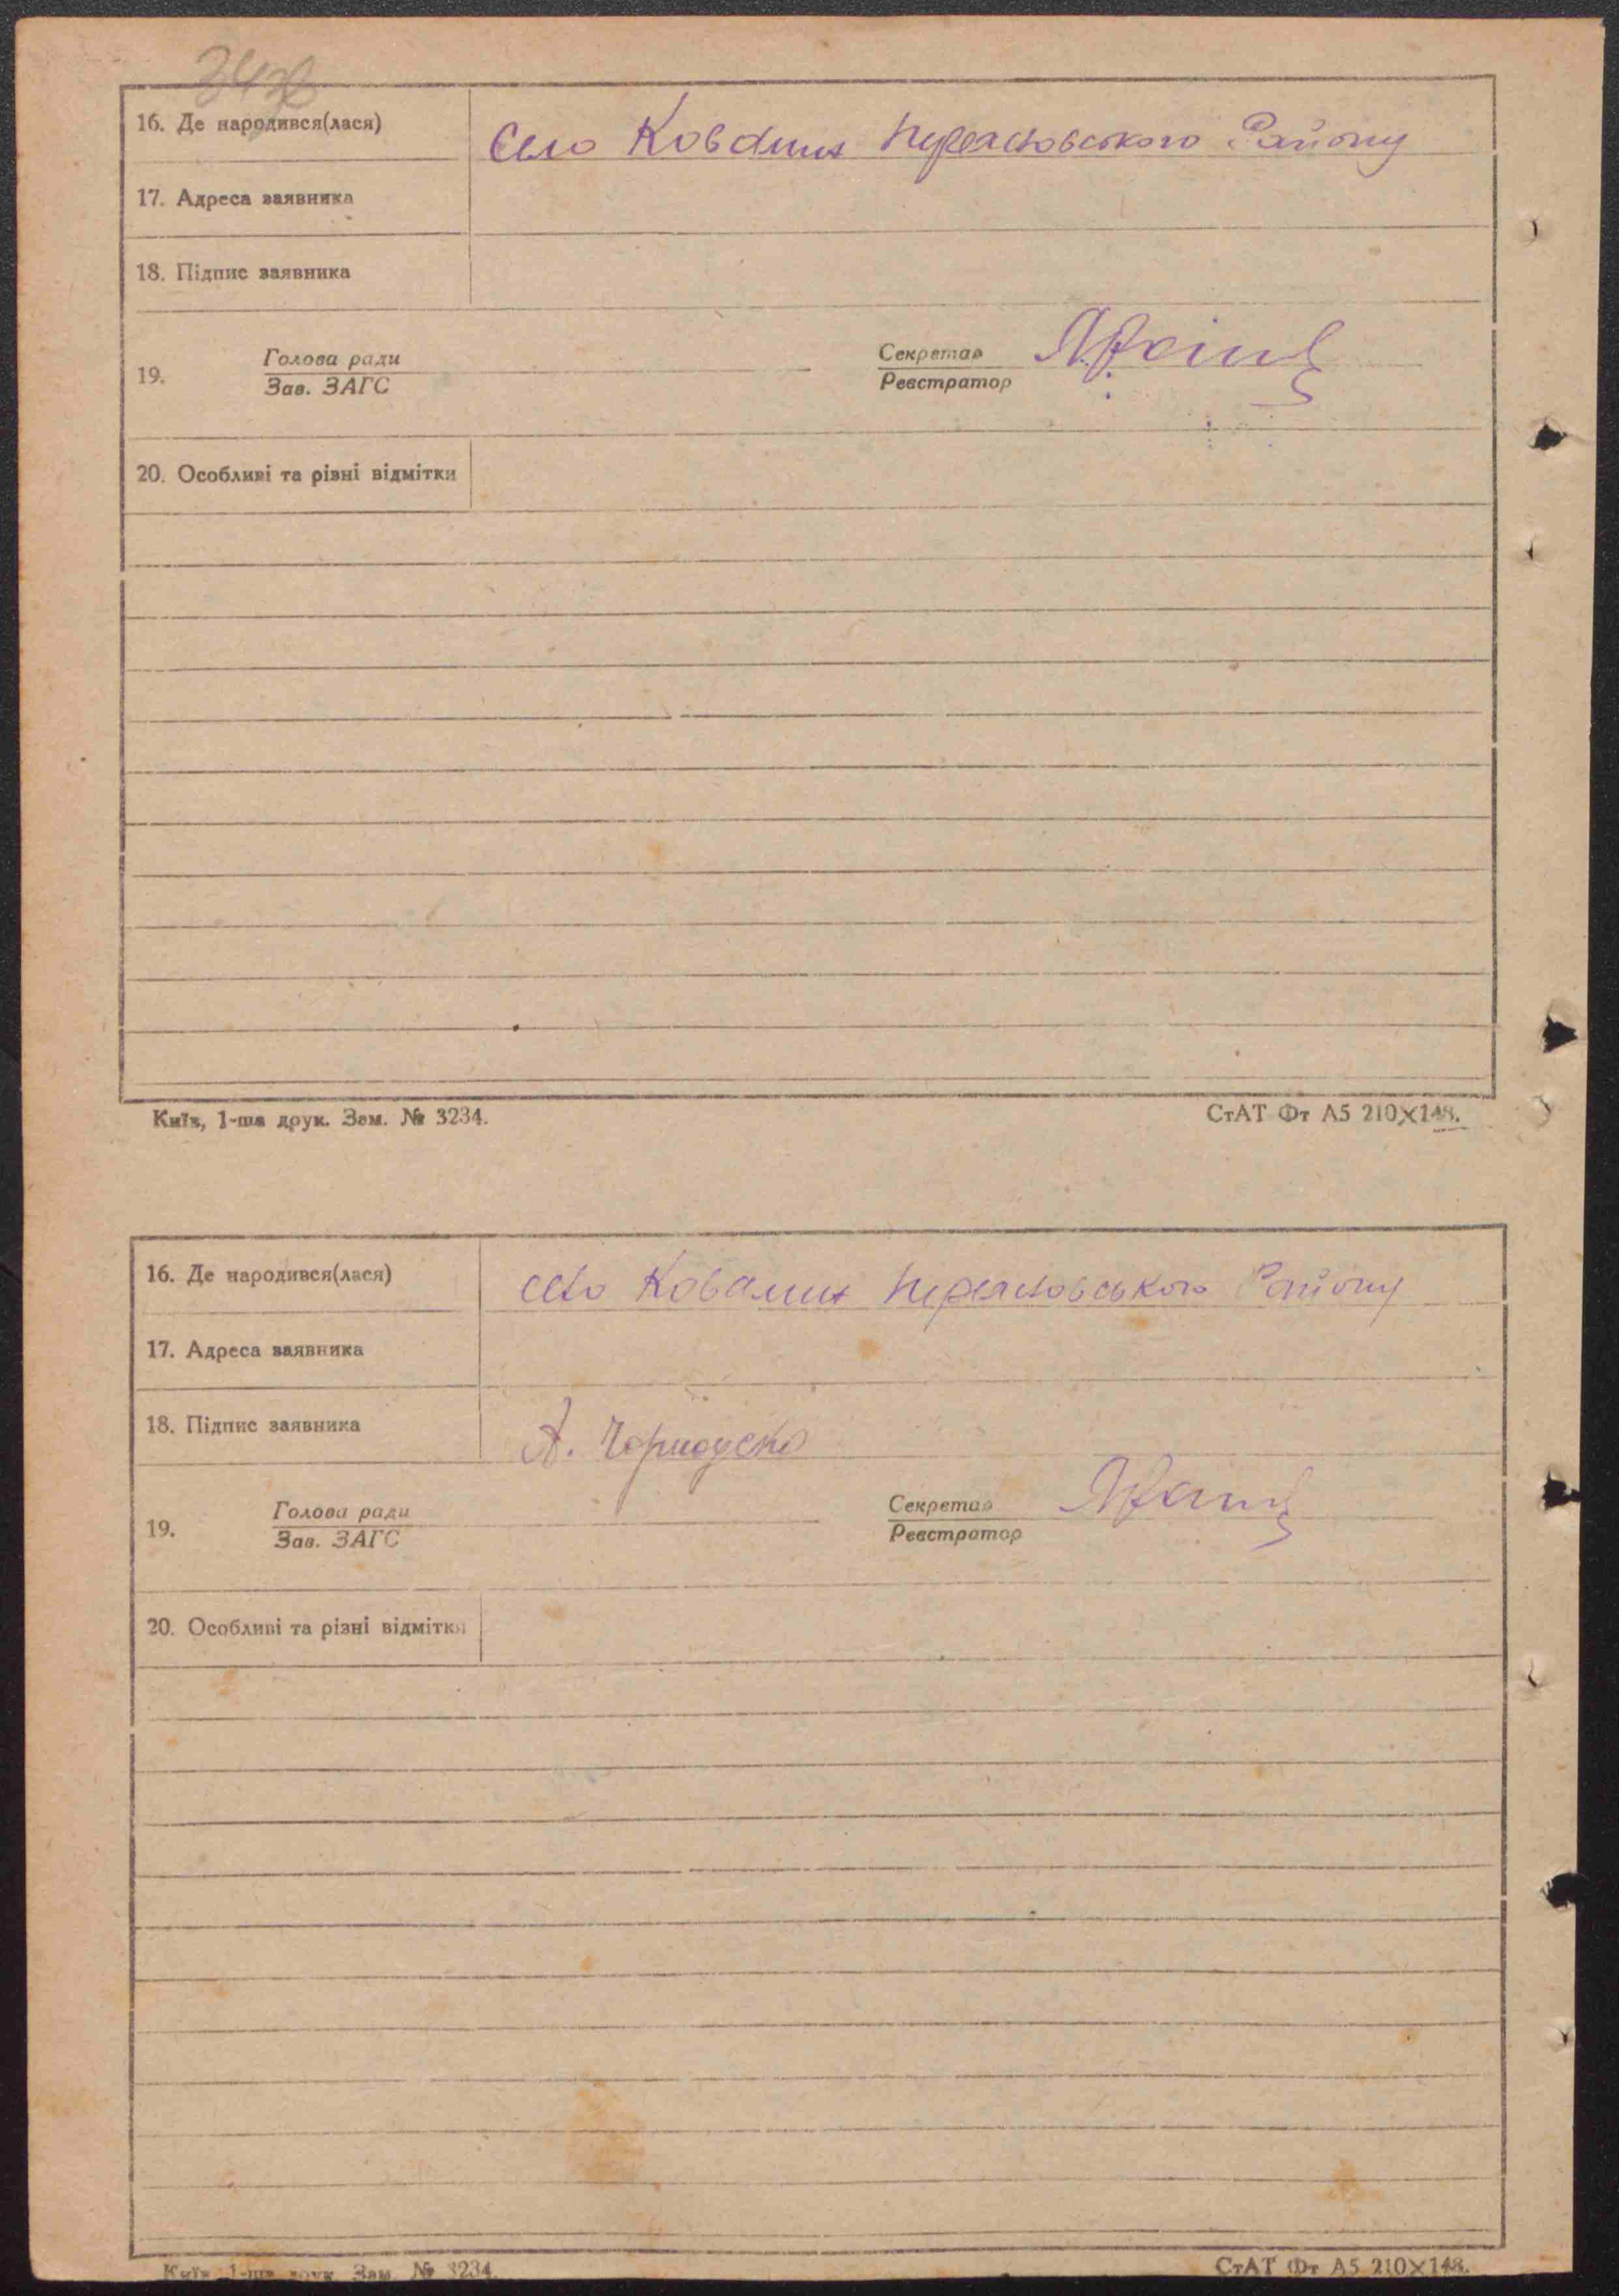 16. Де народився(лася) Село Ковалин Переяславського Району
17. Адреса заявника
18. Підпис заявника
19. Голова ради Секретар
Зав. ЗАГС Реєстратор
20. Особливі та різні відмітки
Київ, 1-ша друк. Зам. № 3234. СтАТ Фт А5 210×148.
16. Де народився(лася) село Ковалин Переяславського Району
17. Адреса заявника
18. Підпис заявника А.
19. Голова ради Секретар
Зав. ЗАГС Реєстратор
20. Особливі та різні відмітки
Київ 1-ша друк. Зам. № 3234. СтАТ Фт А5 210×148.